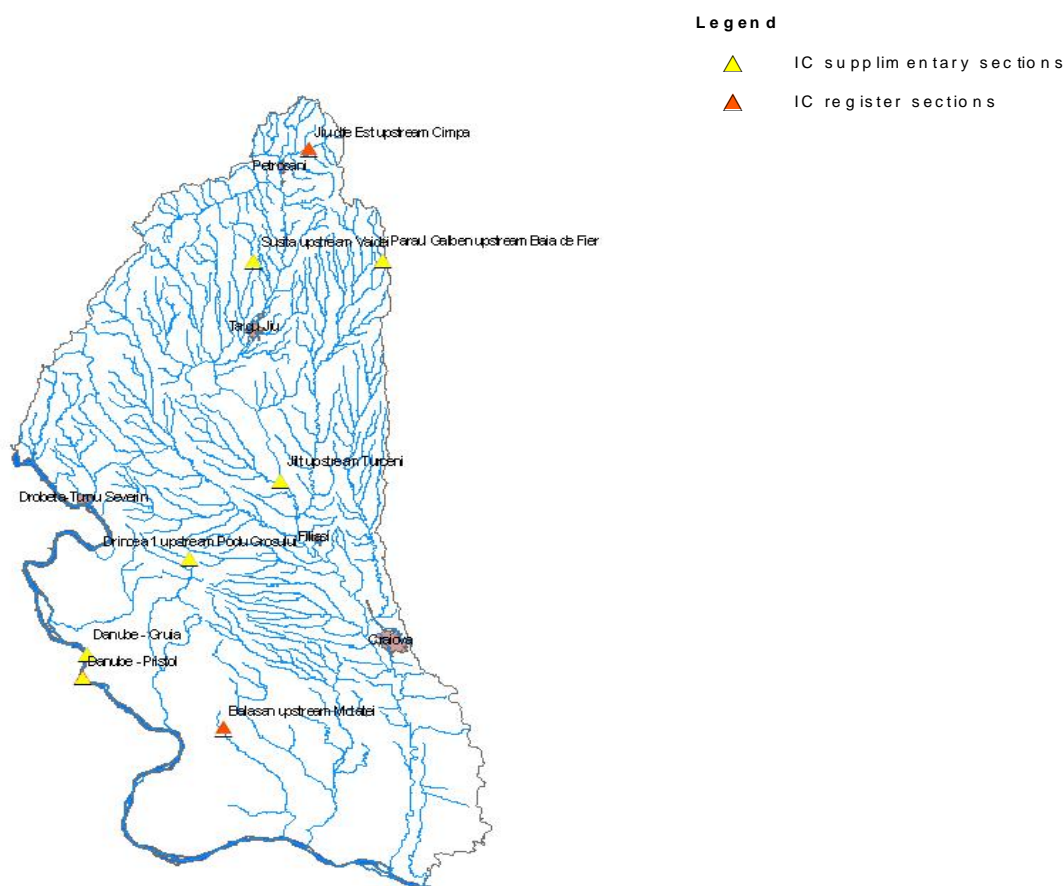 Legend
IC supplimentary sections
IC register sections
Jiu de Est upstream Cimpa
Petrosani
Susita upstream Vaidei
Paraul Galben upstream Baia de Fier
Targu Jiu
Jilt upstream Turceni
Drobeta-Turnu Severin
Drincea 1 upstream Podu Grosului
Filiasi
Craiova
Danube - Gruia
Danube - Pristol
Balasan upstream Motatei